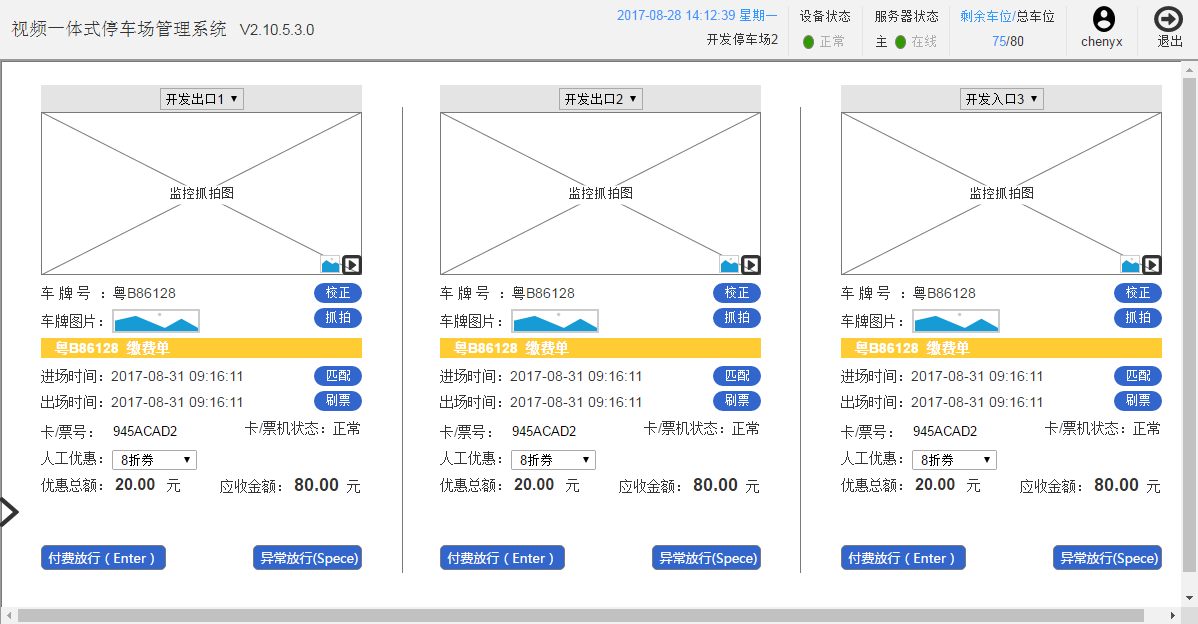 视频一体式停车场管理系统 V2.10.5.3.0
2017-08-28 14:12:39 星期一
开发停车场2
设备状态
正常
服务器状态
主 在线
剩余车位/总车位
75/80
chenyx
退出
开发出口1 ▼
监控抓拍图
车 牌 号 ：粤B86128 校正
车牌图片： 抓拍
粤B86128 缴费单
进场时间：2017-08-31 09:16:11 匹配
出场时间：2017-08-31 09:16:11 刷票
卡/票号： 945ACAD2 卡/票机状态：正常
人工优惠： 8折券 ▼
优惠总额： 20.00 元 应收金额： 80.00 元
付费放行（Enter） 异常放行(Spece)
开发出口2 ▼
监控抓拍图
车 牌 号 ：粤B86128 校正
车牌图片： 抓拍
粤B86128 缴费单
进场时间：2017-08-31 09:16:11 匹配
出场时间：2017-08-31 09:16:11 刷票
卡/票号： 945ACAD2 卡/票机状态：正常
人工优惠： 8折券 ▼
优惠总额： 20.00 元 应收金额： 80.00 元
付费放行（Enter） 异常放行(Spece)
开发入口3 ▼
监控抓拍图
车 牌 号 ：粤B86128 校正
车牌图片： 抓拍
粤B86128 缴费单
进场时间：2017-08-31 09:16:11 匹配
出场时间：2017-08-31 09:16:11 刷票
卡/票号： 945ACAD2 卡/票机状态：正常
人工优惠： 8折券 ▼
优惠总额： 20.00 元 应收金额： 80.00 元
付费放行（Enter） 异常放行(Spece)